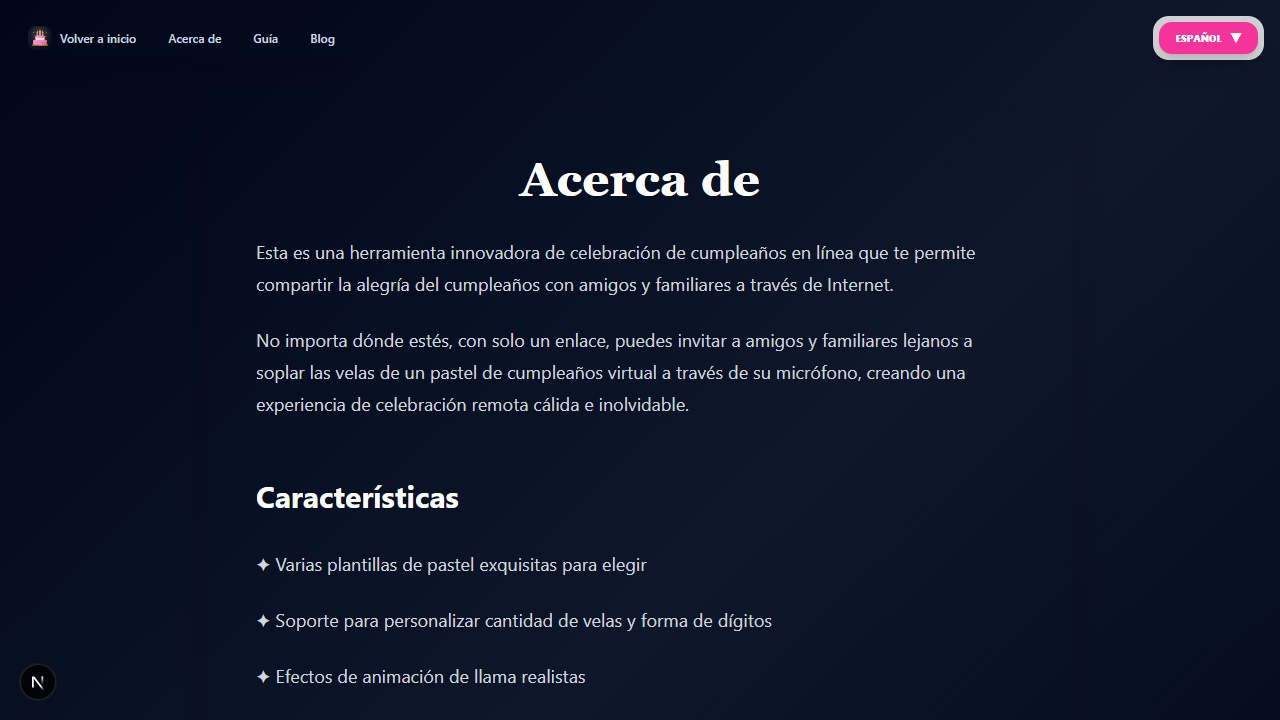 Volver a inicio
Acerca de
Guía
Blog
ESPAÑOL ▼
Acerca de
Esta es una herramienta innovadora de celebración de cumpleaños en línea que te permite
compartir la alegría del cumpleaños con amigos y familiares a través de Internet.
No importa dónde estés, con solo un enlace, puedes invitar a amigos y familiares lejanos a
soplar las velas de un pastel de cumpleaños virtual a través de su micrófono, creando una
experiencia de celebración remota cálida e inolvidable.
Características
✦ Varias plantillas de pastel exquisitas para elegir
✦ Soporte para personalizar cantidad de velas y forma de dígitos
✦ Efectos de animación de llama realistas
N